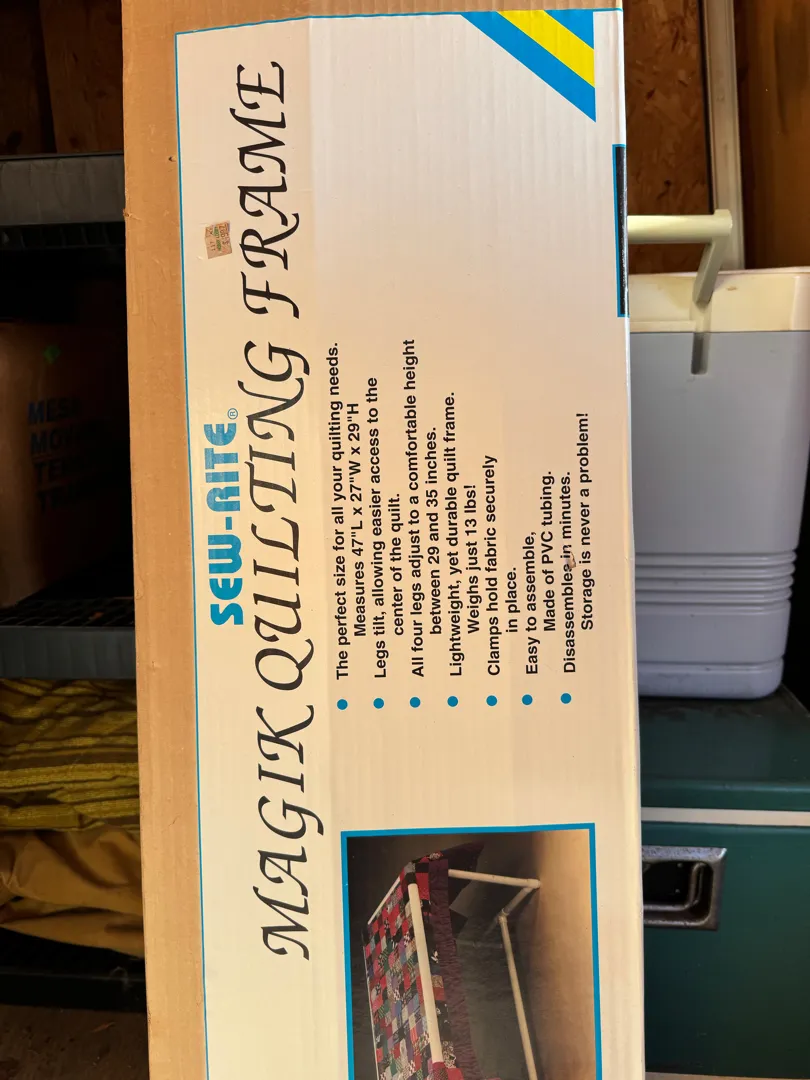 SEW-RITE®
MAGIK QUILTING FRAME
• The perfect size for all your quilting needs.
Measures 47"L x 27"W x 29"H
• Legs tilt, allowing easier access to the
center of the quilt.
• All four legs adjust to a comfortable height
between 29 and 35 inches.
• Lightweight, yet durable quilt frame.
Weighs just 13 lbs!
• Clamps hold fabric securely
in place.
• Easy to assemble,
Made of PVC tubing.
• Disassembles in minutes.
Storage is never a problem!